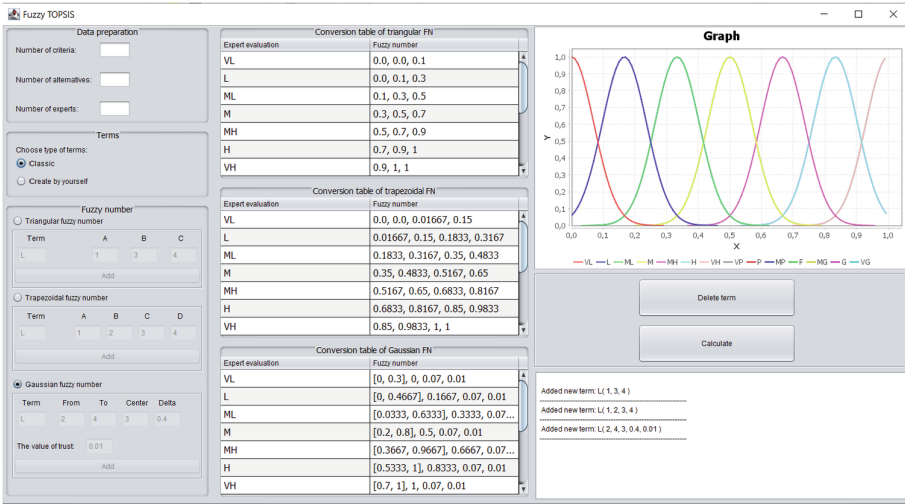 Fuzzy TOPSIS
Data preparation
Number of criteria:
Number of alternatives:
Number of experts:
Terms
Choose type of terms:
Classic
Create by yourself
Fuzzy number
Triangular fuzzy number
Term A B C
L 1 3 4
Add
Trapezoidal fuzzy number
Term A B C D
L 1 2 3 4
Add
Gaussian fuzzy number
Term From To Center Delta
L 2 4 3 0.4
The value of trust: 0.01
Add
Conversion table of triangular FN
Expert evaluation Fuzzy number
VL 0.0, 0.0, 0.1
L 0.0, 0.1, 0.3
ML 0.1, 0.3, 0.5
M 0.3, 0.5, 0.7
MH 0.5, 0.7, 0.9
H 0.7, 0.9, 1
VH 0.9, 1, 1
Conversion table of trapezoidal FN
Expert evaluation Fuzzy number
VL 0.0, 0.0, 0.01667, 0.15
L 0.01667, 0.15, 0.1833, 0.3167
ML 0.1833, 0.3167, 0.35, 0.4833
M 0.35, 0.4833, 0.5167, 0.65
MH 0.5167, 0.65, 0.6833, 0.8167
H 0.6833, 0.8167, 0.85, 0.9833
VH 0.85, 0.9833, 1, 1
Conversion table of Gaussian FN
Expert evaluation Fuzzy number
VL [0, 0.3], 0, 0.07, 0.01
L [0, 0.4667], 0.1667, 0.07, 0.01
ML [0.0333, 0.6333], 0.3333, 0.07...
M [0.2, 0.8], 0.5, 0.07, 0.01
MH [0.3667, 0.9667], 0.6667, 0.07...
H [0.5333, 1], 0.8333, 0.07, 0.01
VH [0.7, 1], 1, 0.07, 0.01
Graph
1,0
0,9
0,8
0,7
0,6
0,5
0,4
0,3
0,2
0,1
0,0
Y
0,0 0,1 0,2 0,3 0,4 0,5 0,6 0,7 0,8 0,9 1,0
X
VL L ML M MH H VH VP P MP F MG G VG
Delete term
Calculate
Added new term: L( 1, 3, 4 )
Added new term: L( 1, 2, 3, 4 )
Added new term: L( 2, 4, 3, 0.4, 0.01 )